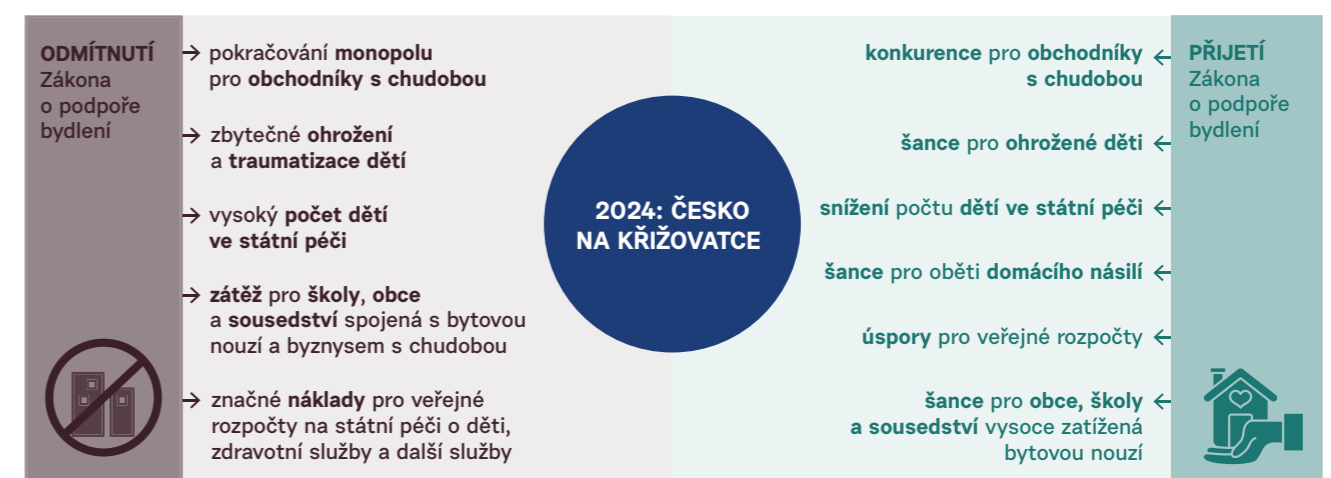 ODMÍTNUTÍ
Zákona
o podpoře
bydlení
pokračování monopolu
pro obchodníky s chudobou
zbytečné ohrožení
a traumatizace dětí
vysoký počet dětí
ve státní péči
zátěž pro školy, obce
a sousedství spojená s bytovou
nouzí a byznysem s chudobou
značné náklady pro veřejné
rozpočty na státní péči o děti,
zdravotní služby a další služby
2024: ČESKO
NA KŘIŽOVATCE
konkurence pro obchodníky
s chudobou
šance pro ohrožené děti
snížení počtu dětí ve státní péči
šance pro oběti domácího násilí
úspory pro veřejné rozpočty
šance pro obce, školy
a sousedství vysoce zatížená
bytovou nouzí
PŘIJETÍ
Zákona
o podpoře
bydlení